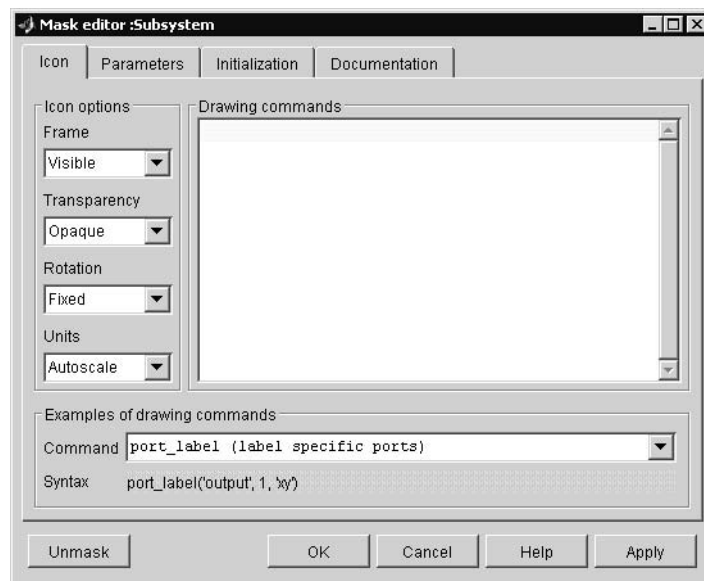 Mask editor :Subsystem
Icon Parameters Initialization Documentation
Icon options
Frame
Visible
Transparency
Opaque
Rotation
Fixed
Units
Autoscale
Drawing commands
Examples of drawing commands
Command port_label (label specific ports)
Syntax port_label('output', 1, 'xy')
Unmask OK Cancel Help Apply